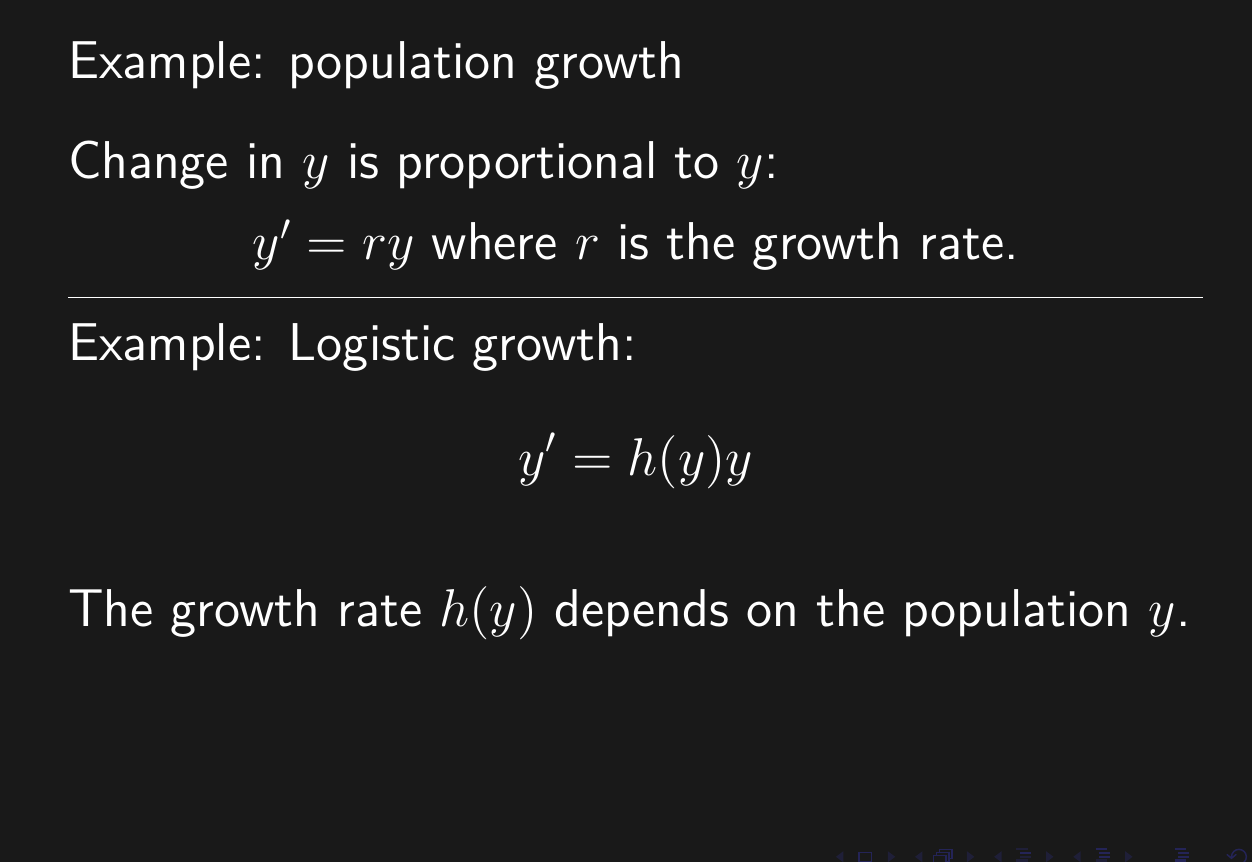 Example: population growth
Change in y is proportional to y:
y′ = ry where r is the growth rate.
Example: Logistic growth:
y′ = h(y)y
The growth rate h(y) depends on the population y.